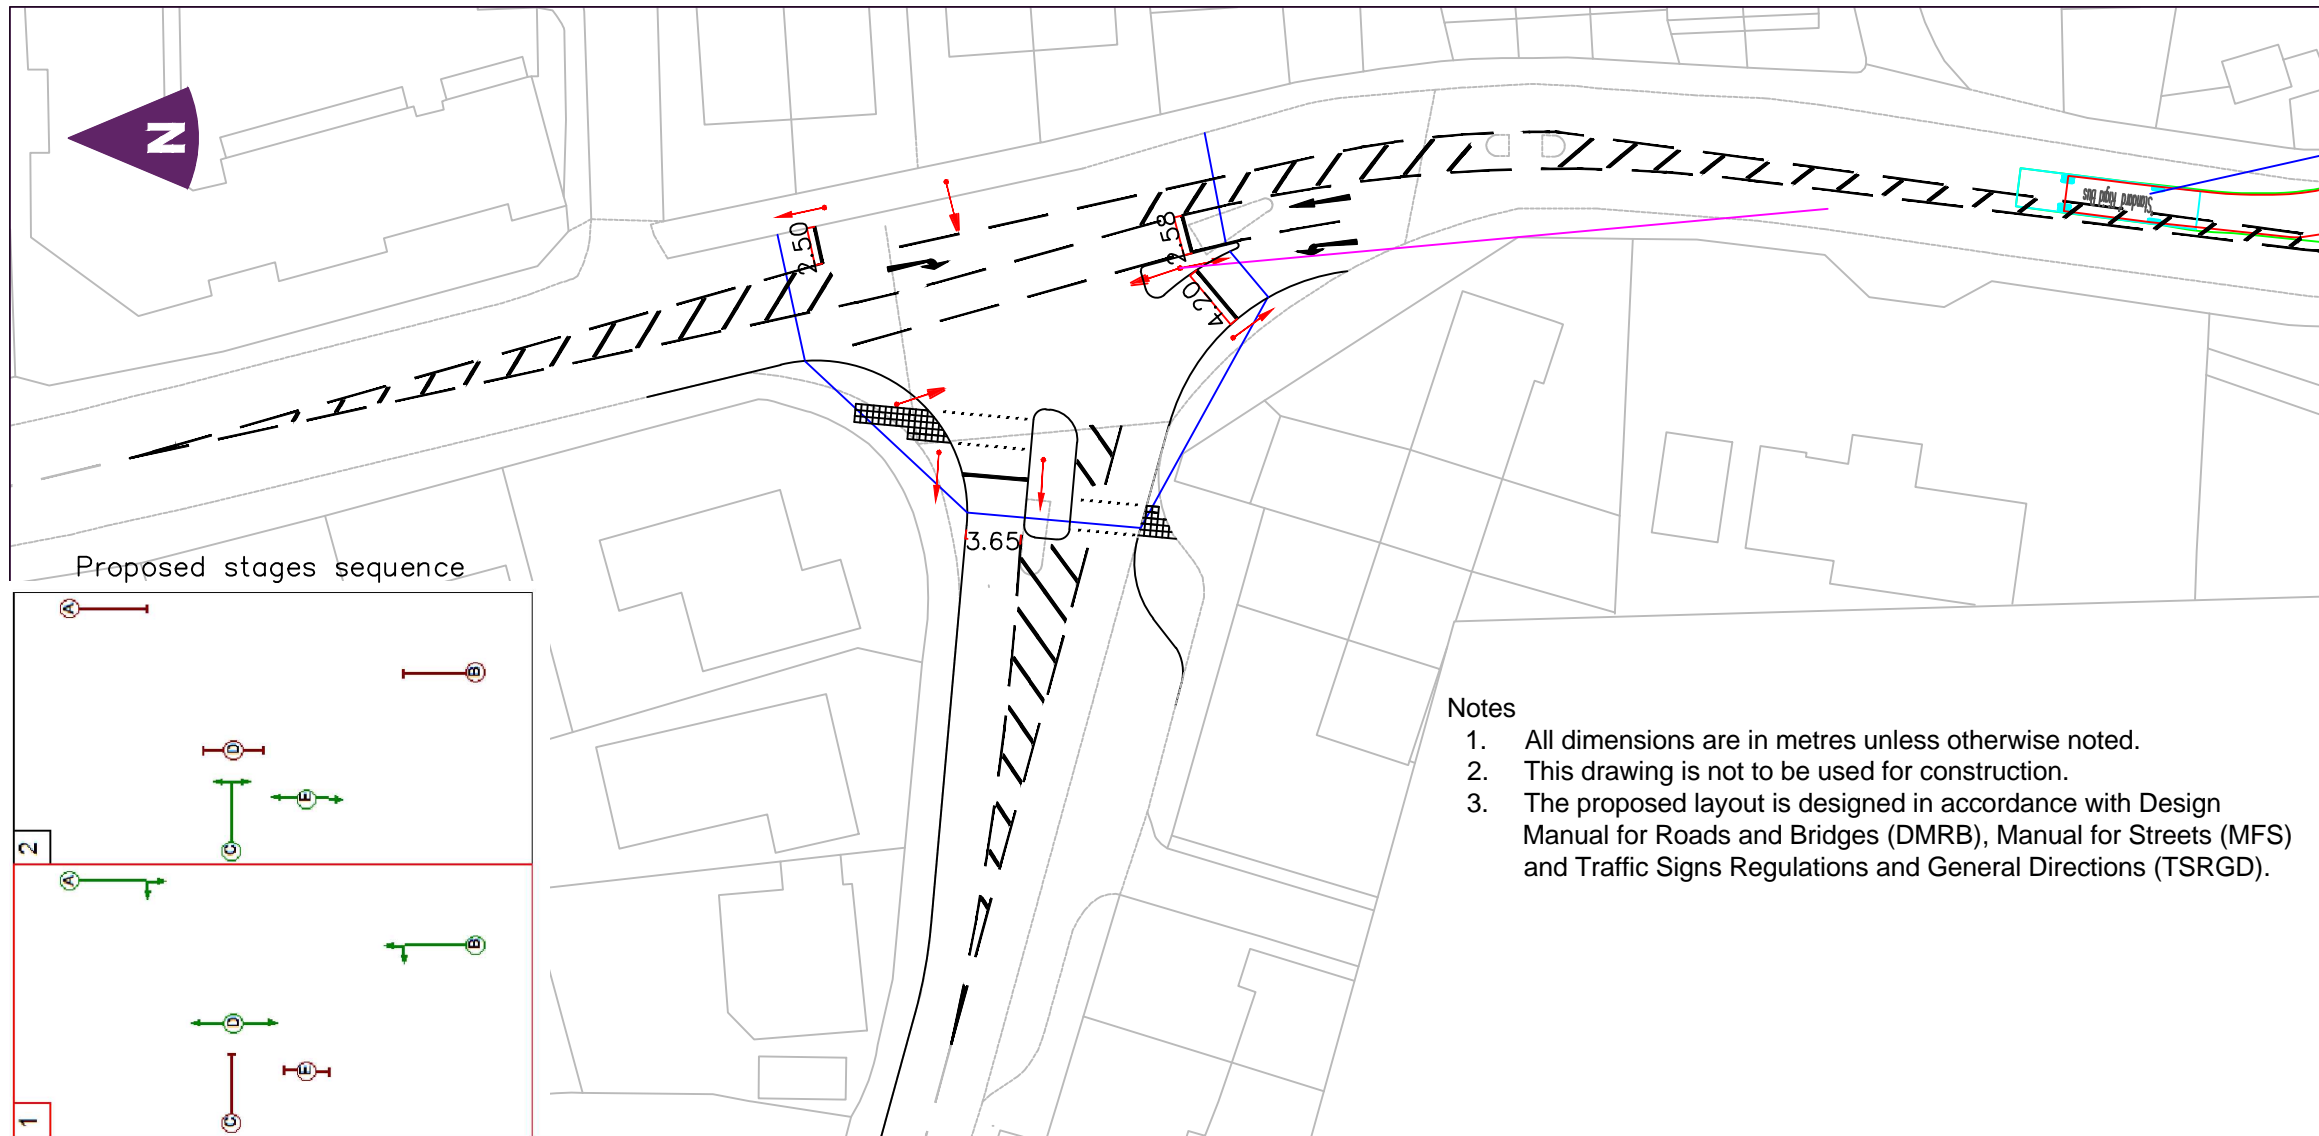 N
2.50
2.58
4.20
Standard Rigid Bus
3.65
Proposed stages sequence
A
B
D
E
C
2
A
B
D
E
C
1
Notes
1. All dimensions are in metres unless otherwise noted.
2. This drawing is not to be used for construction.
3. The proposed layout is designed in accordance with Design
Manual for Roads and Bridges (DMRB), Manual for Streets (MFS)
and Traffic Signs Regulations and General Directions (TSRGD).